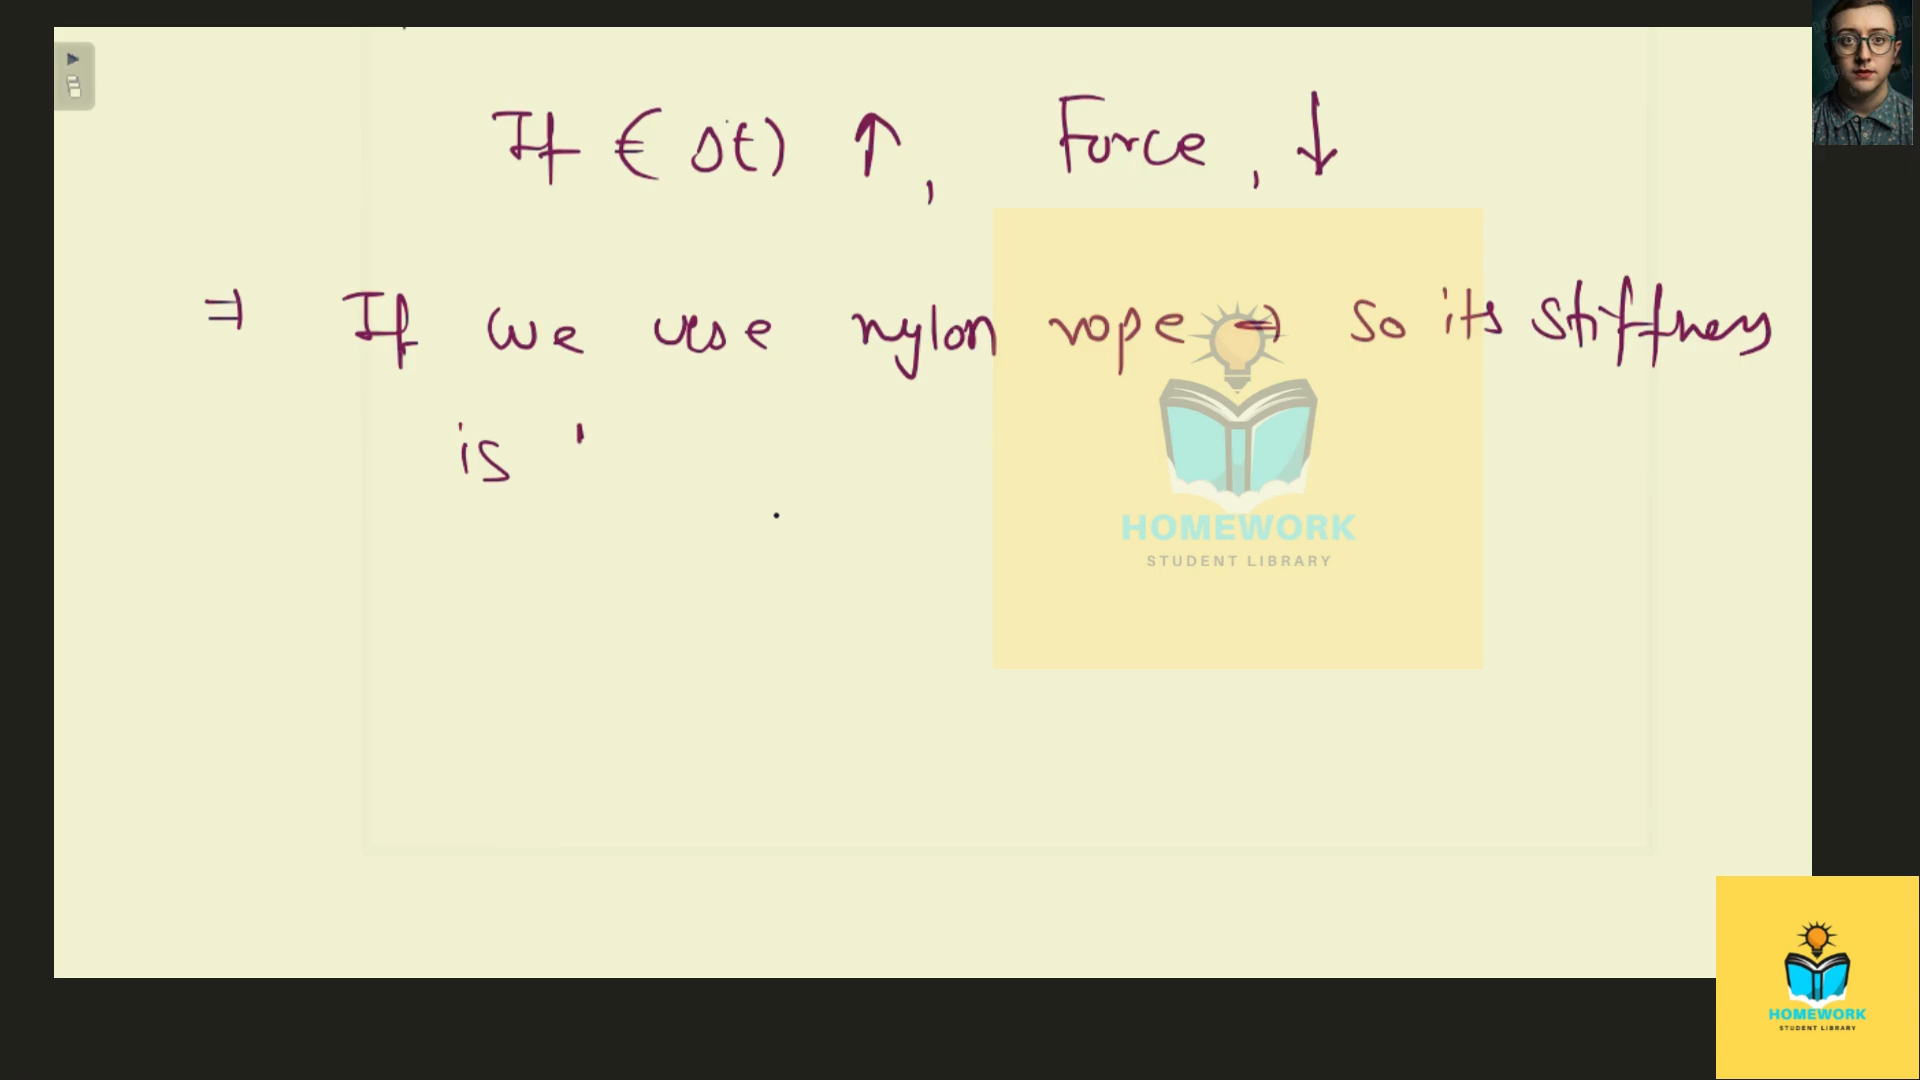 If (Δt) ↑, Force, ↓
⇒ If we use nylon rope ⇒ so its stiffness
is '
HOMEWORK
STUDENT LIBRARY
HOMEWORK
STUDENT LIBRARY